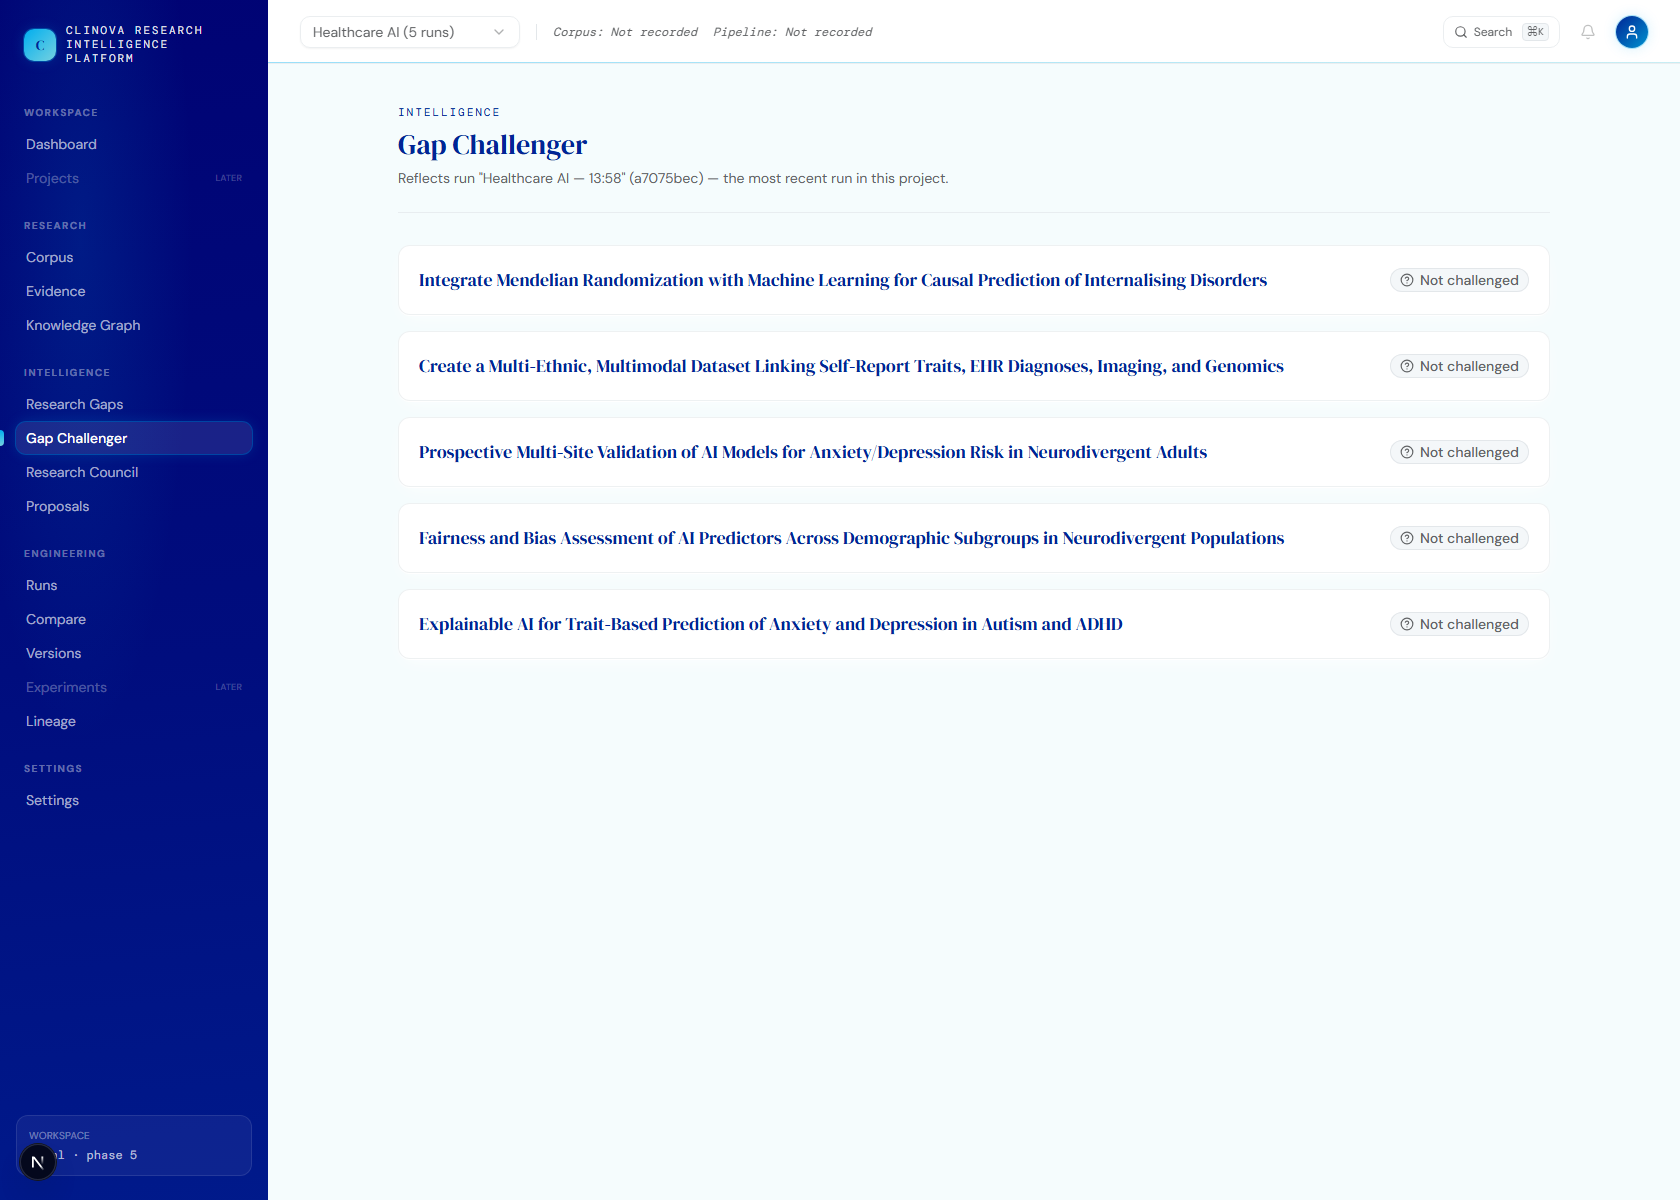 C
CLINOVA RESEARCH
INTELLIGENCE
PLATFORM
WORKSPACE
Dashboard
Projects LATER
RESEARCH
Corpus
Evidence
Knowledge Graph
INTELLIGENCE
Research Gaps
Gap Challenger
Research Council
Proposals
ENGINEERING
Runs
Compare
Versions
Experiments LATER
Lineage
SETTINGS
Settings
WORKSPACE
· phase 5
N
Healthcare AI (5 runs)
Corpus: Not recorded Pipeline: Not recorded
Search ⌘K
INTELLIGENCE
Gap Challenger
Reflects run "Healthcare AI — 13:58" (a7075bec) — the most recent run in this project.
Integrate Mendelian Randomization with Machine Learning for Causal Prediction of Internalising Disorders Not challenged
Create a Multi-Ethnic, Multimodal Dataset Linking Self-Report Traits, EHR Diagnoses, Imaging, and Genomics Not challenged
Prospective Multi-Site Validation of AI Models for Anxiety/Depression Risk in Neurodivergent Adults Not challenged
Fairness and Bias Assessment of AI Predictors Across Demographic Subgroups in Neurodivergent Populations Not challenged
Explainable AI for Trait-Based Prediction of Anxiety and Depression in Autism and ADHD Not challenged